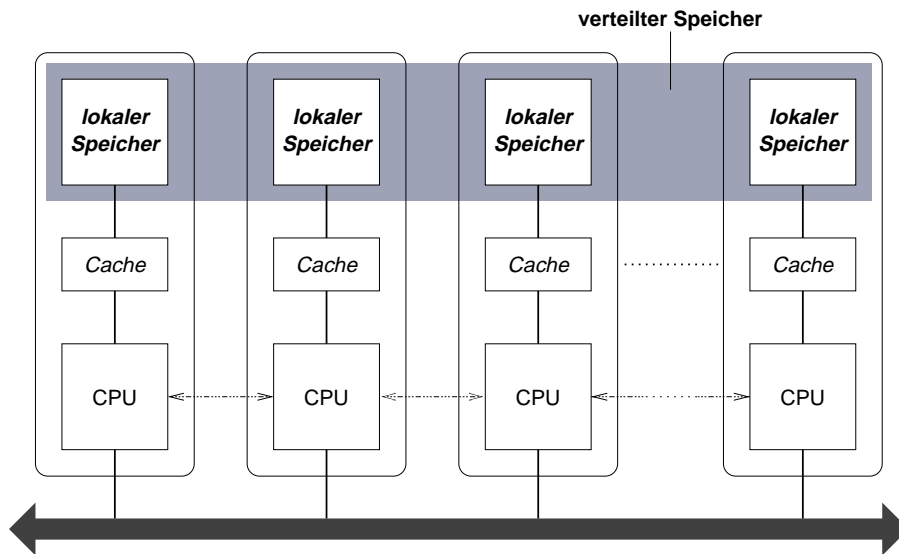 verteilter Speicher
lokaler
Speicher
lokaler
Speicher
lokaler
Speicher
lokaler
Speicher
Cache
Cache
Cache
Cache
CPU
CPU
CPU
CPU